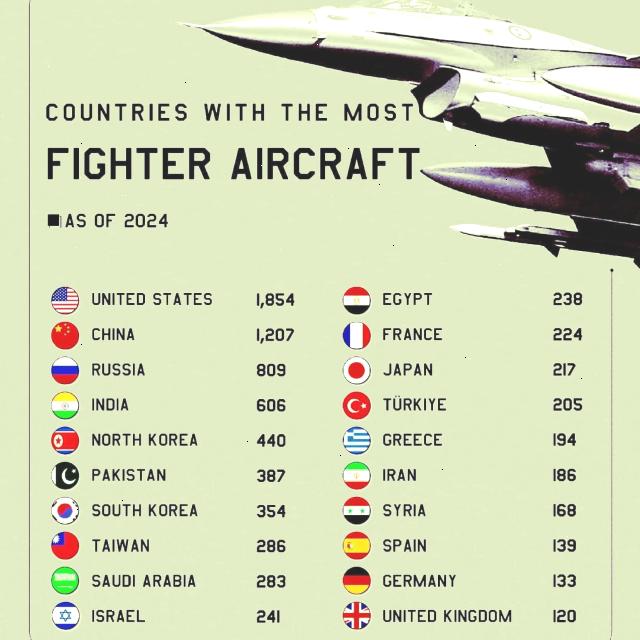 COUNTRIES WITH THE MOST
FIGHTER AIRCRAFT
AS OF 2024
UNITED STATES 1,854
CHINA 1,207
RUSSIA 809
INDIA 606
NORTH KOREA 440
PAKISTAN 387
SOUTH KOREA 354
TAIWAN 286
SAUDI ARABIA 283
ISRAEL 241
EGYPT 238
FRANCE 224
JAPAN 217
TÜRKIYE 205
GREECE 194
IRAN 186
SYRIA 168
SPAIN 139
GERMANY 133
UNITED KINGDOM 120